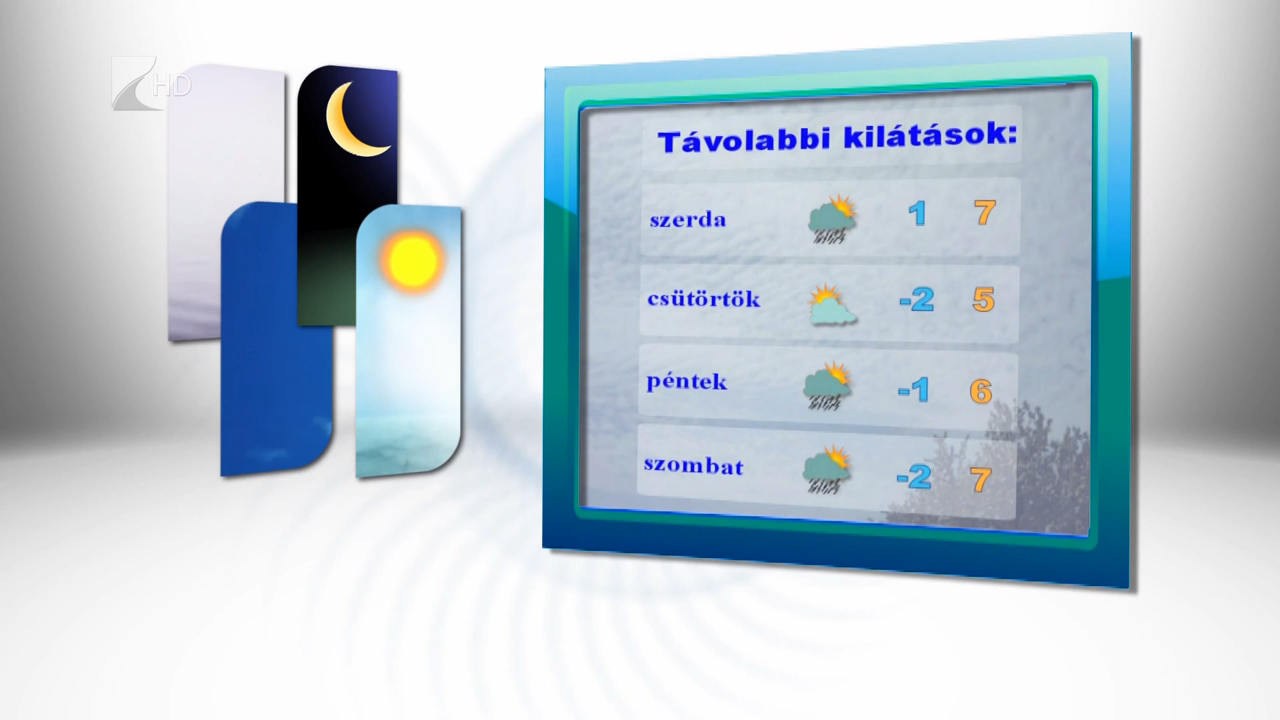 HD
Távolabbi kilátások:
szerda 1 7
csütörtök -2 5
péntek -1 6
szombat -2 7